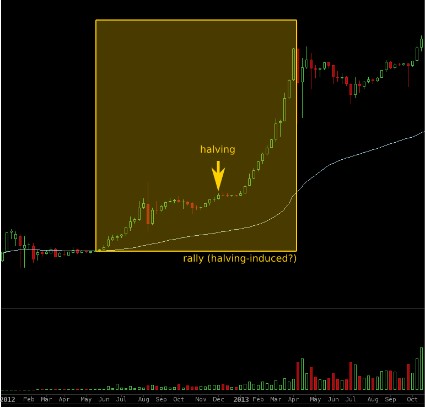 halving
rally (halving-induced?)
2012 Feb Mar Apr May Jun Jul Aug Sep Oct Nov Dec 2013 Feb Mar Apr May Jun Jul Aug Sep Oct